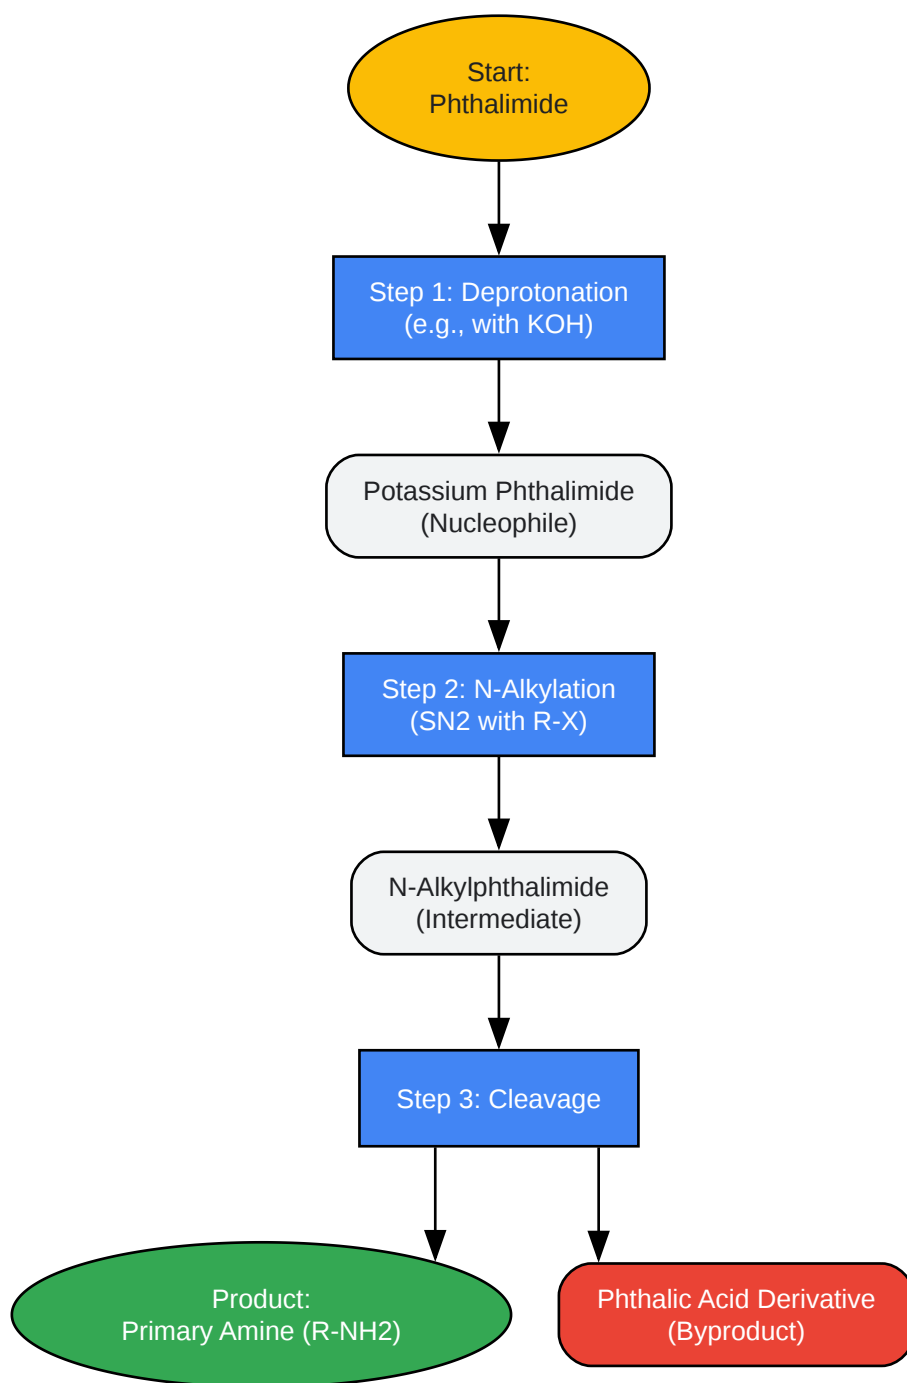 Start:
Phthalimide
Step 1: Deprotonation
(e.g., with KOH)
Potassium Phthalimide
(Nucleophile)
Step 2: N-Alkylation
(SN2 with R-X)
N-Alkylphthalimide
(Intermediate)
Step 3: Cleavage
Product:
Primary Amine (R-NH2)
Phthalic Acid Derivative
(Byproduct)